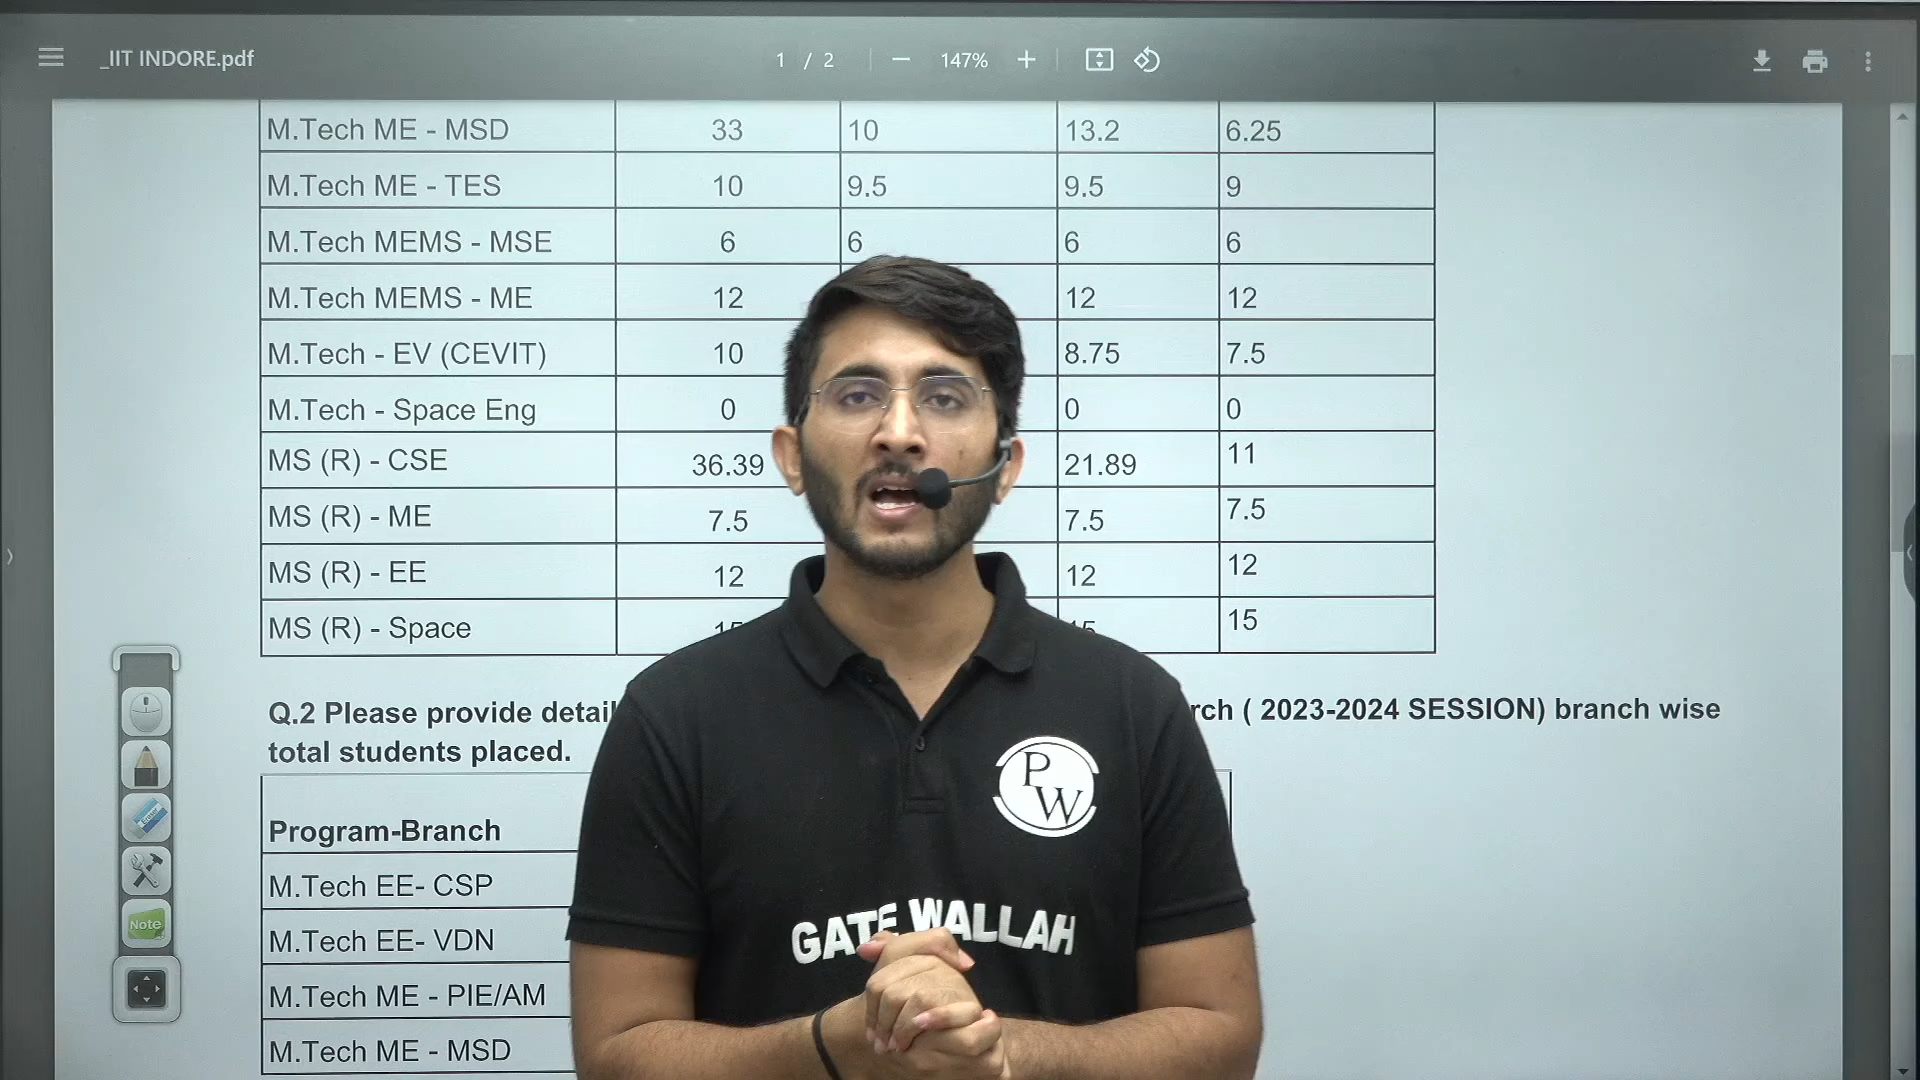 _IIT INDORE.pdf 1 / 2 147%
M.Tech ME - MSD 33 10 13.2 6.25
M.Tech ME - TES 10 9.5 9.5 9
M.Tech MEMS - MSE 6 6 6 6
M.Tech MEMS - ME 12 12 12
M.Tech - EV (CEVIT) 10 8.75 7.5
M.Tech - Space Eng 0 0 0
MS (R) - CSE 36.39 21.89 11
MS (R) - ME 7.5 7.5 7.5
MS (R) - EE 12 12 12
MS (R) - Space 15
Q.2 Please provide ( 2023-2024 SESSION) branch wise
total students placed.
Program-Branch
M.Tech EE- CSP
M.Tech EE- VDN
M.Tech ME - PIE/AM
M.Tech ME - MSD
Eraser
Note
PW
GATE WALLAH